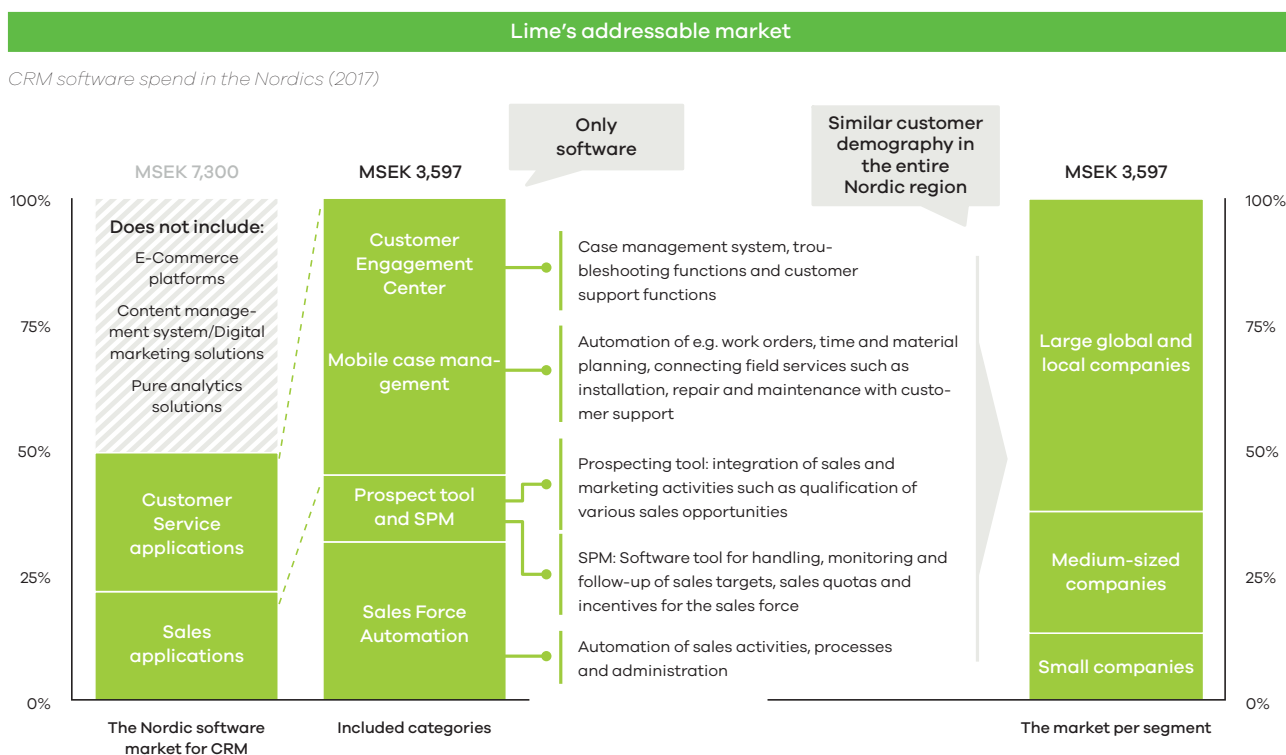 Lime's addressable market
CRM software spend in the Nordics (2017)
Only
software
Similar customer
demography in
the entire
Nordic region
MSEK 7,300
MSEK 3,597
MSEK 3,597
100%
75%
50%
25%
0%
Does not include:
E-Commerce
platforms
Content manage-
ment system/Digital
marketing solutions
Pure analytics
solutions
Customer
Service
applications
Sales
applications
The Nordic software
market for CRM
Customer
Engagement
Center
Mobile case mana-
gement
Prospect tool
and SPM
Sales Force
Automation
Included categories
Case management system, trou-
bleshooting functions and customer
support functions
Automation of e.g. work orders, time and material
planning, connecting field services such as
installation, repair and maintenance with custo-
mer support
Prospecting tool: integration of sales and
marketing activities such as qualification of
various sales opportunities
SPM: Software tool for handling, monitoring and
follow-up of sales targets, sales quotas and
incentives for the sales force
Automation of sales activities, processes
and administration
Large global and
local companies
Medium-sized
companies
Small companies
The market per segment
100%
75%
50%
25%
0%